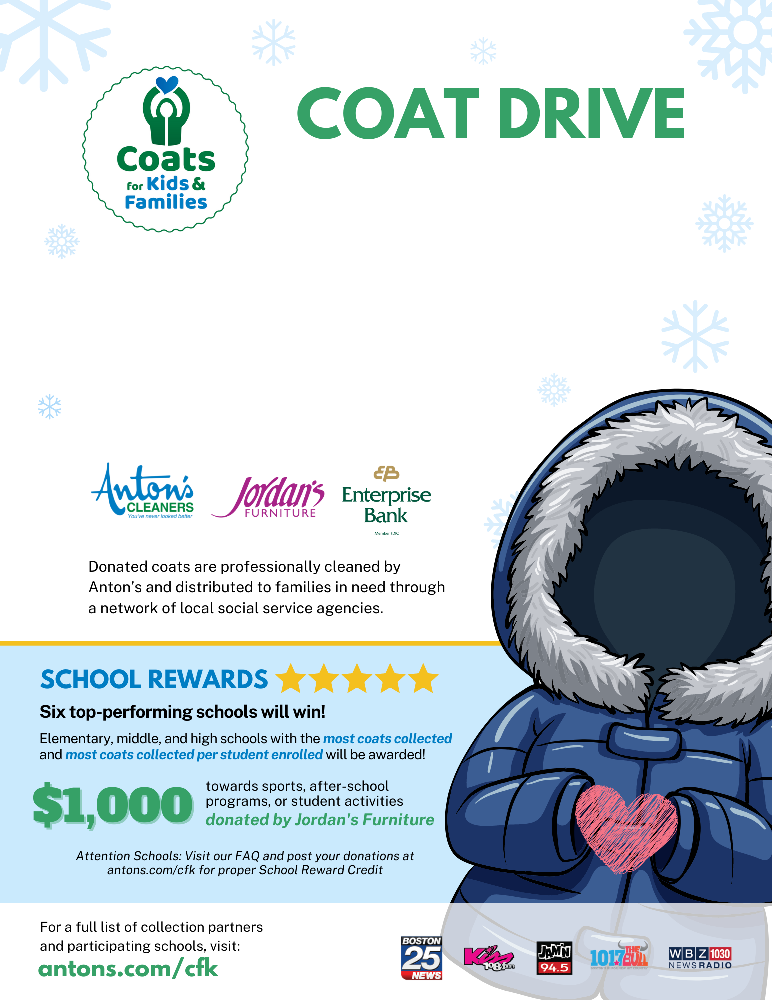 COAT DRIVE
Coats
for Kids &
Families
Anton's
CLEANERS
You've never looked better
Jordan's
FURNITURE
EB
Enterprise
Bank
Member FDIC
Donated coats are professionally cleaned by
Anton’s and distributed to families in need through
a network of local social service agencies.
SCHOOL REWARDS
Six top-performing schools will win!
Elementary, middle, and high schools with the most coats collected
and most coats collected per student enrolled will be awarded!
$1,000
towards sports, after-school
programs, or student activities
donated by Jordan's Furniture
Attention Schools: Visit our FAQ and post your donations at
antons.com/cfk for proper School Reward Credit
For a full list of collection partners
and participating schools, visit:
antons.com/cfk
BOSTON
25
NEWS
Kiss
108fm
JAM'N
94.5
101.7 THE
BULL
BOSTON'S #1 FOR NEW HIT COUNTRY
WBZ 1030
NEWS RADIO